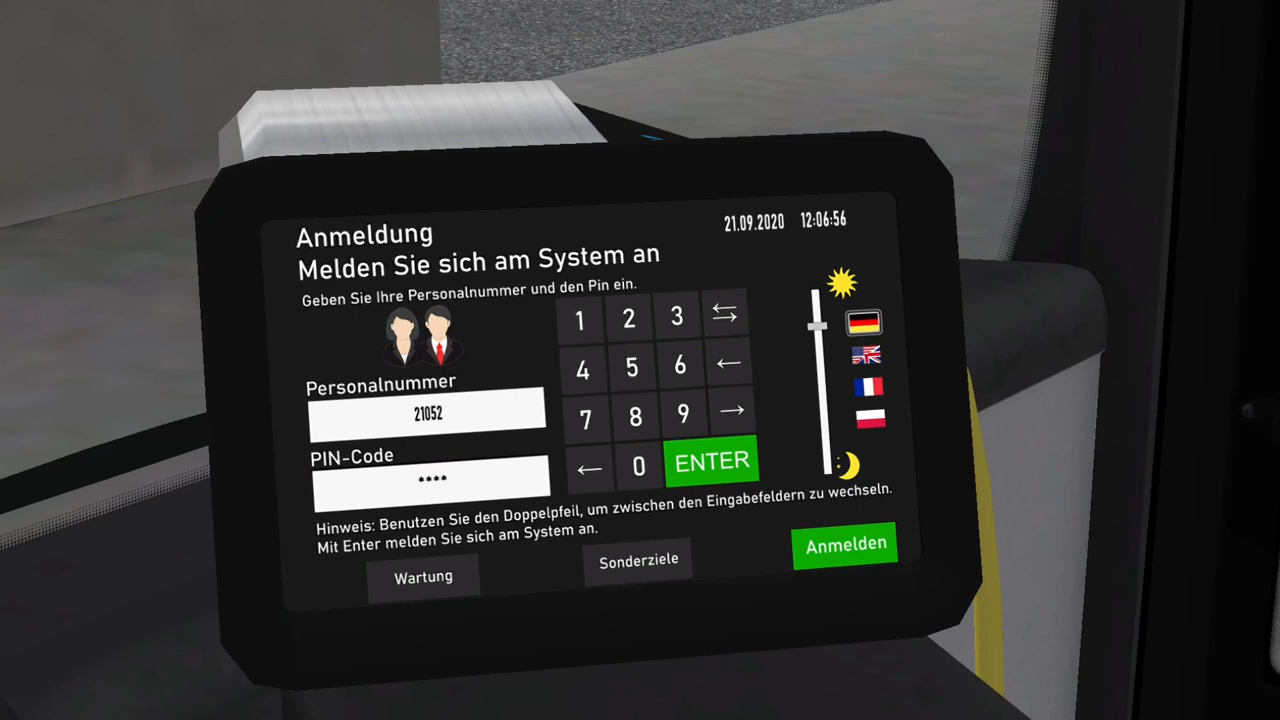 Anmeldung
21.09.2020 12:06:56
Melden Sie sich am System an
Geben Sie Ihre Personalnummer und den Pin ein.
1 2 3 ⇆
4 5 6 ←
Personalnummer
21052
7 8 9 →
PIN-Code
****
← 0 ENTER
Hinweis: Benutzen Sie den Doppelpfeil, um zwischen den Eingabefeldern zu wechseln.
Mit Enter melden Sie sich am System an.
Wartung
Sonderziele
Anmelden